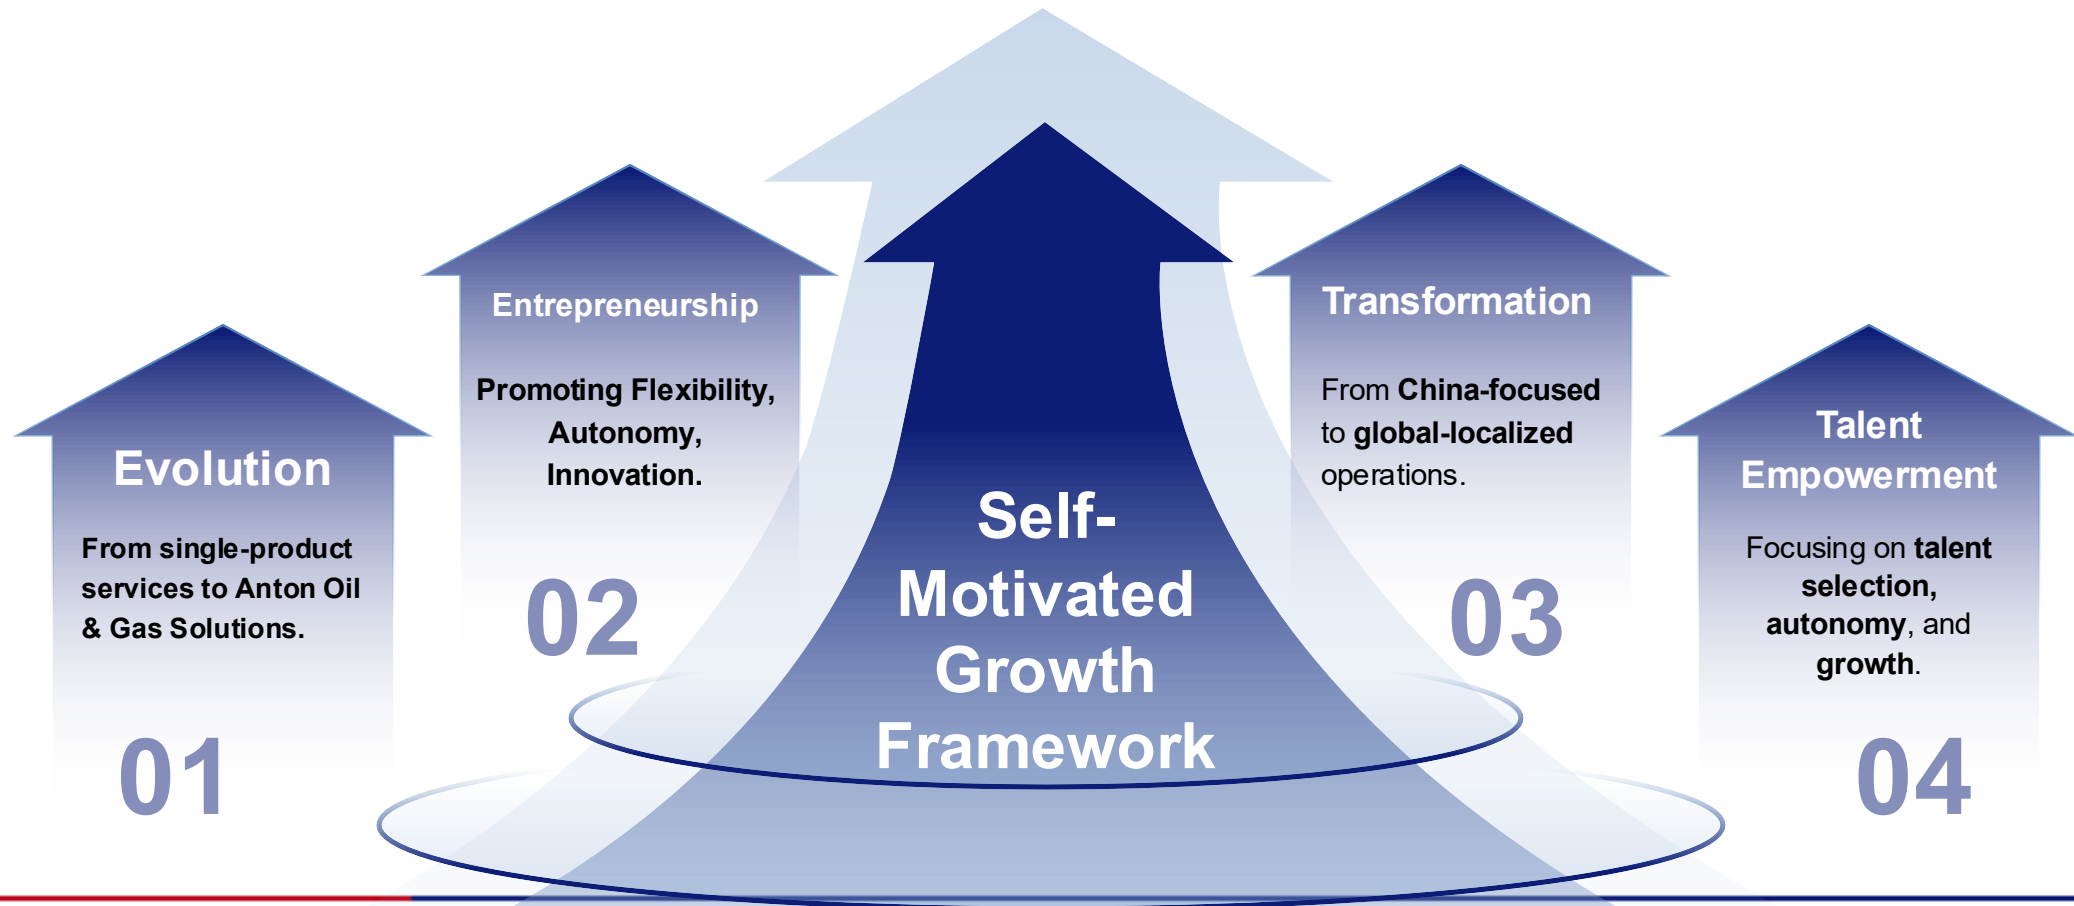 Evolution
From single-product
services to Anton Oil
& Gas Solutions.
01
Entrepreneurship
Promoting Flexibility,
Autonomy,
Innovation.
02
Self-
Motivated
Growth
Framework
Transformation
From China-focused
to global-localized
operations.
03
Talent
Empowerment
Focusing on talent
selection,
autonomy, and
growth.
04